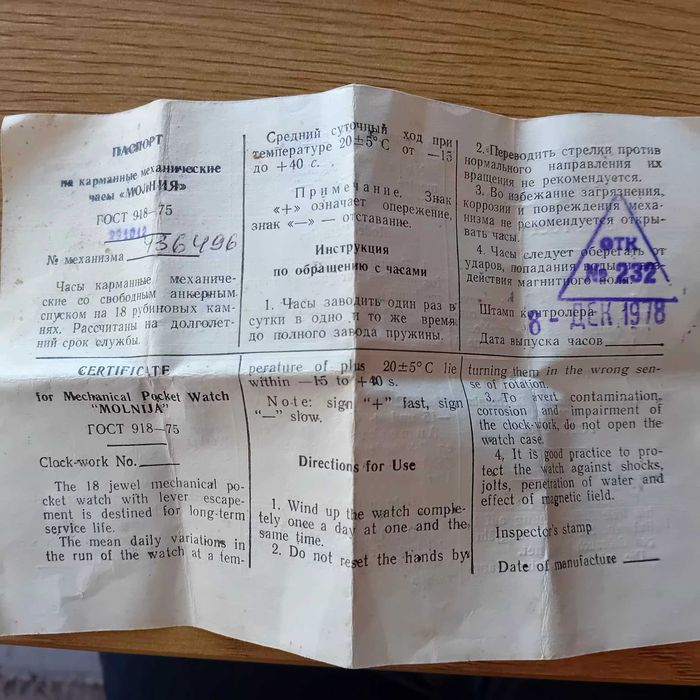 ПАСПОРТ
на карманные механические
часы «МОЛНИЯ»
ГОСТ 918-75
№ механизма 936496
Часы карманные механиче-
ские со свободным анкерным
спуском на 18 рубиновых кам-
нях. Рассчитаны на долголет-
ний срок службы.
Средний суточный ход при
температуре 20±5°С от —15
до +40 с.
Примечание. Знак
«+» означает опережение,
знак «—» — отставание.
Инструкция
по обращению с часами
1. Часы заводить один раз в
сутки в одно и то же время
до полного завода пружины.
2. Переводить стрелки против
нормального направления их
вращения не рекомендуется.
3. Во избежание загрязнения,
коррозии и повреждения меха-
низма не рекомендуется откры-
вать часы.
4. Часы следует оберегать от
ударов, попадания воды и воз-
действия магнитного поля.
ОТК
№ 232
Штамп контролера
8 - ДЕК 1978
Дата выпуска часов
CERTIFICATE
for Mechanical Pocket Watch
"MOLNIJA"
ГОСТ 918-75
Clock-work No.
The 18 jewel mechanical po-
cket watch with lever escape-
ment is destined for long-term
service life.
The mean daily variations in
the run of the watch at a tem-
perature of plus 20±5°C lie
within —15 to +40 s.
Note: sign "+" fast, sign
"—" slow.
Directions for Use
1. Wind up the watch comple-
tely onee a day at one and the
same time.
2. Do not reset the hands by
turning them in the wrong sen-
se of rotation.
3. To avert contamination,
corrosion and impairment of
the clock-work, do not open the
watch case.
4. It is good practice to pro-
tect the watch against shocks,
jolts, penetration of water and
effect of magnetic field.
Inspector's stamp
Date of manufacture